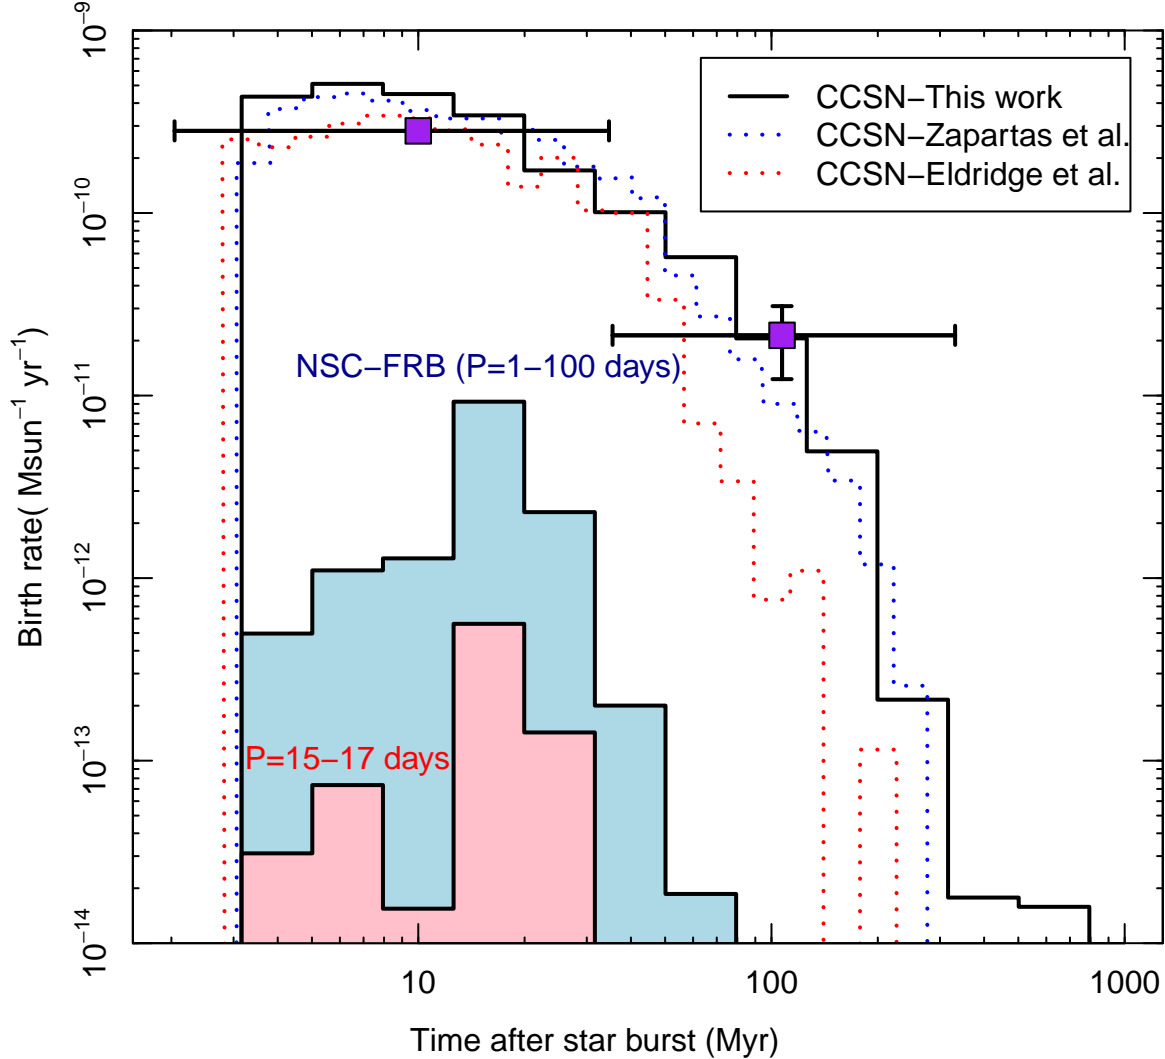 10⁻⁹
10⁻¹⁰
10⁻¹¹
10⁻¹²
10⁻¹³
10⁻¹⁴
Birth rate( Msun⁻¹ yr⁻¹)
CCSN−This work
CCSN−Zapartas et al.
CCSN−Eldridge et al.
NSC−FRB (P=1−100 days)
P=15−17 days
10
100
1000
Time after star burst (Myr)